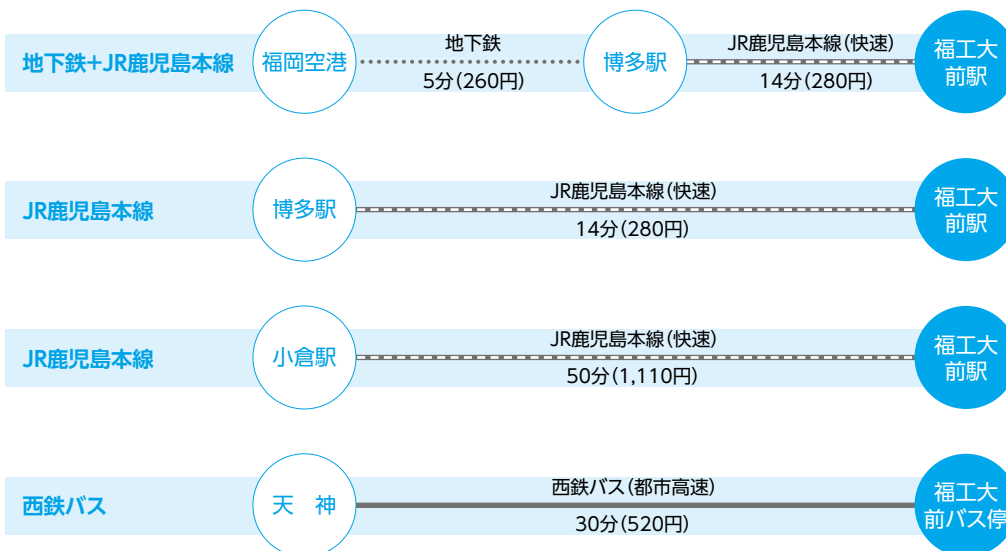 地下鉄+JR鹿児島本線
福岡空港
地下鉄
5分(260円)
博多駅
JR鹿児島本線(快速)
14分(280円)
福工大
前駅
JR鹿児島本線
博多駅
JR鹿児島本線(快速)
14分(280円)
福工大
前駅
JR鹿児島本線
小倉駅
JR鹿児島本線(快速)
50分(1,110円)
福工大
前駅
西鉄バス
天　神
西鉄バス(都市高速)
30分(520円)
福工大
前バス停